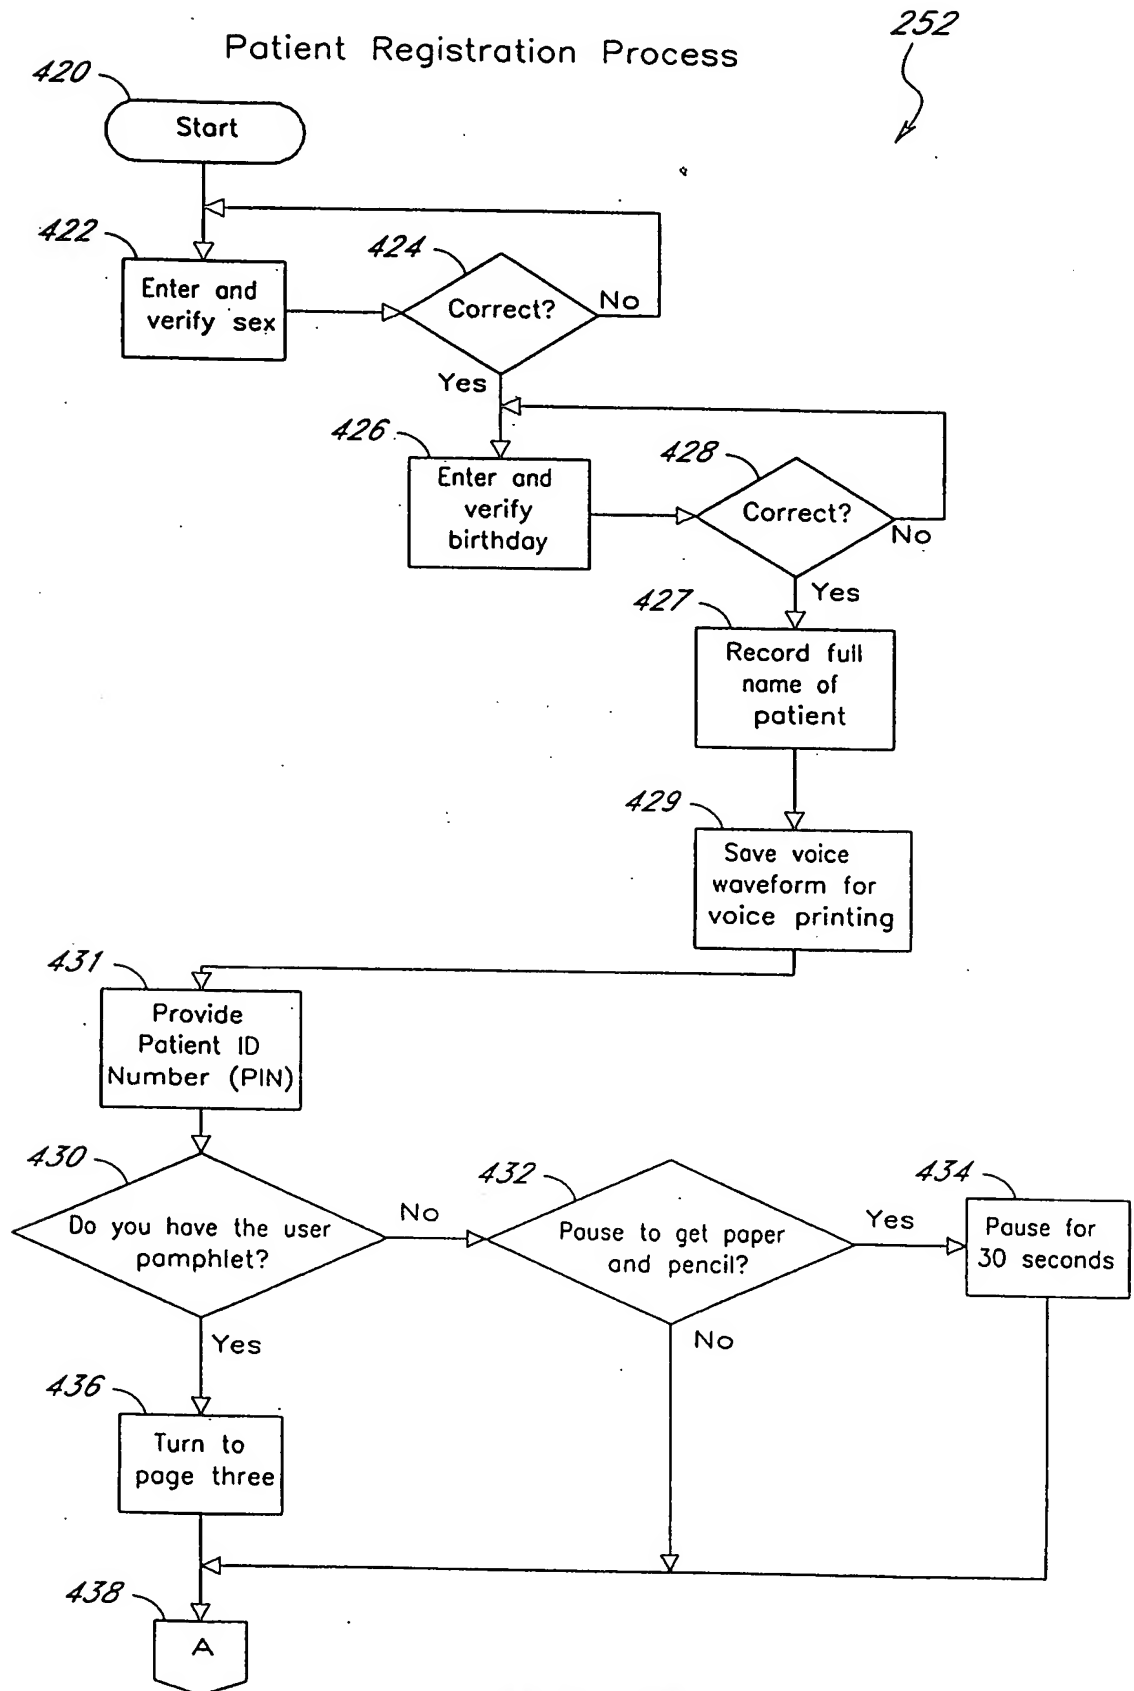 Patient Registration Process
252
420
Start
422
Enter and
verify sex
424
Correct?
No
Yes
426
Enter and
verify
birthday
428
Correct?
No
Yes
427
Record full
name of
patient
429
Save voice
waveform for
voice printing
431
Provide
Patient ID
Number (PIN)
430
Do you have the user
pamphlet?
No
Yes
432
Pause to get paper
and pencil?
Yes
No
434
Pause for
30 seconds
436
Turn to
page three
438
A